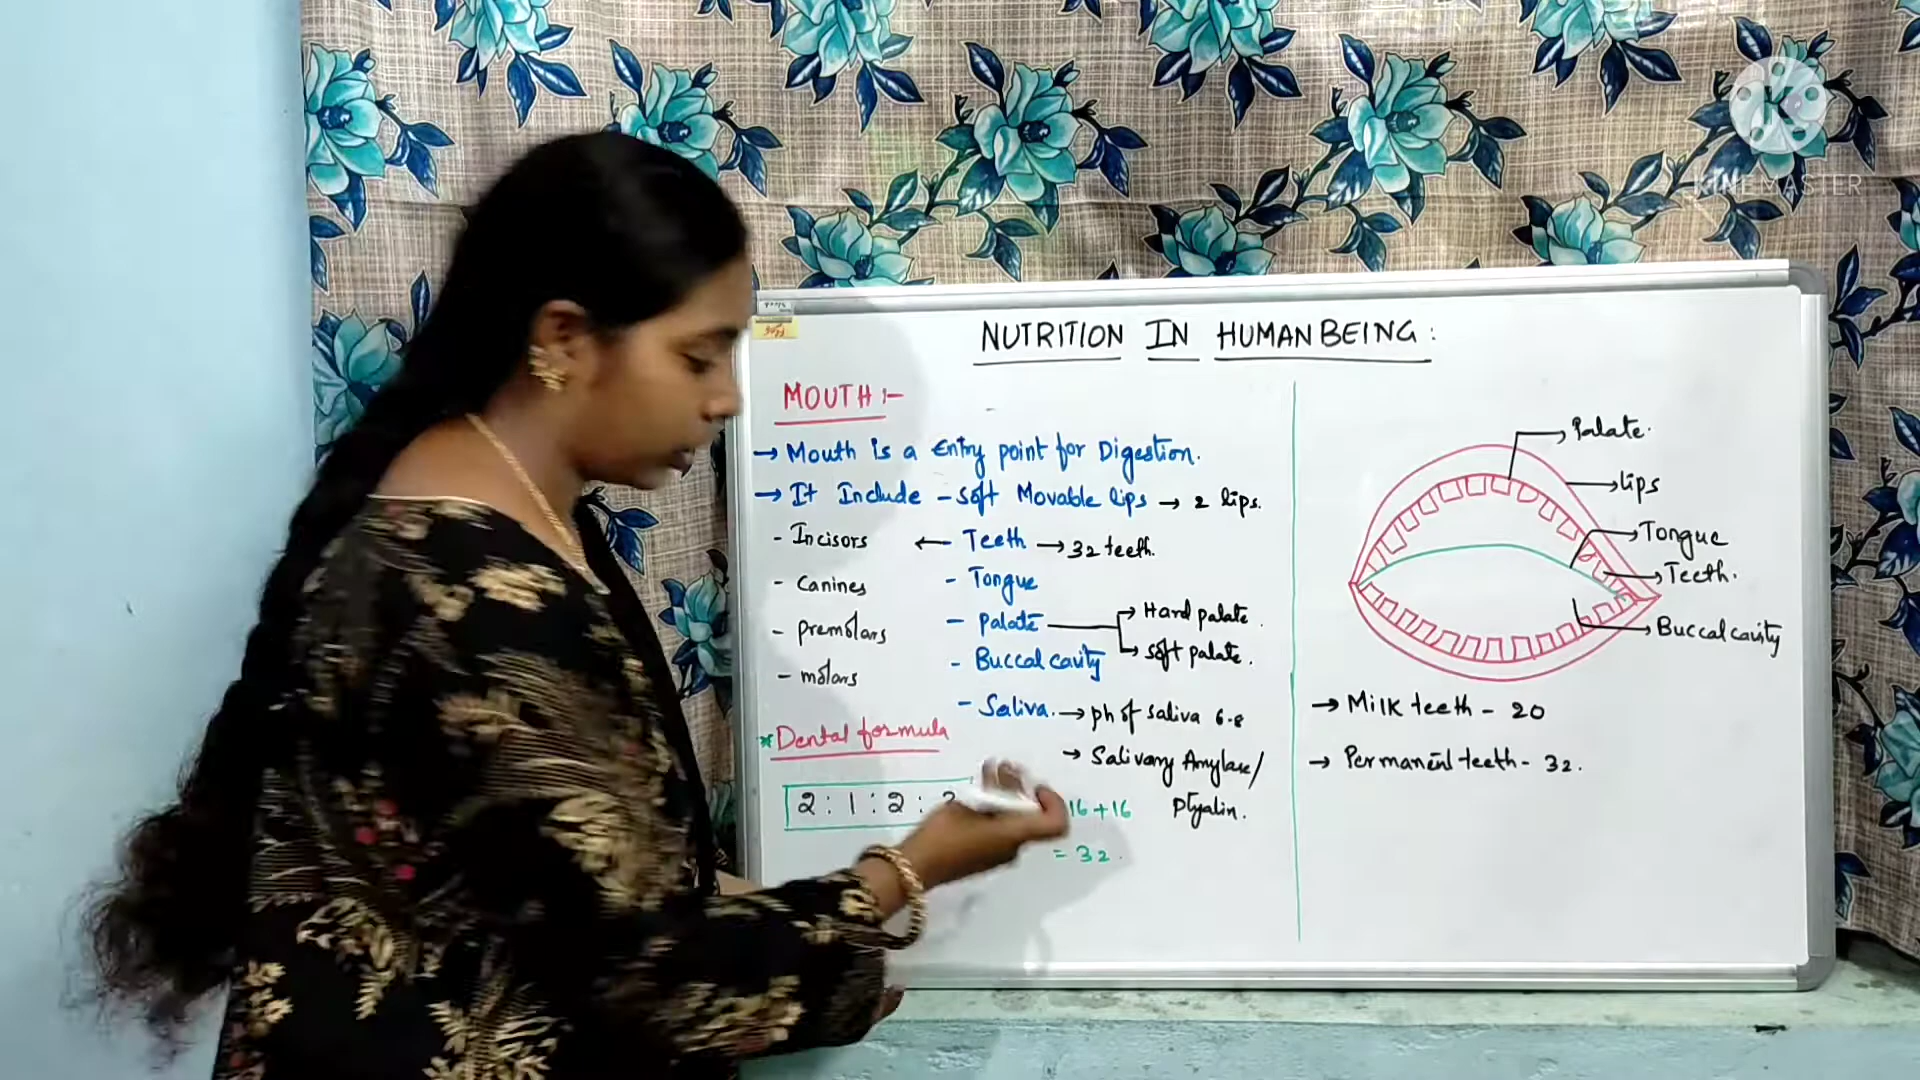 K
KINEMASTER
NUTRITION IN HUMAN BEING:
MOUTH:-
→ Mouth is a Entry point for Digestion.
→ It Include - soft Movable lips → 2 lips.
- Incisors ← Teeth → 32 teeth.
- Canines - Tongue
- premolars - palate → Hard palate.
→ soft palate.
- molars - Buccal cavity
- Saliva. → ph of saliva 6.8
→ Salivary Amylase/
Ptyalin.
* Dental formula
2 : 1 : 2 :
16 + 16
= 32.
Palate.
lips
Tongue
Teeth.
Buccal cavity
→ Milk teeth - 20
→ Permanent teeth - 32.